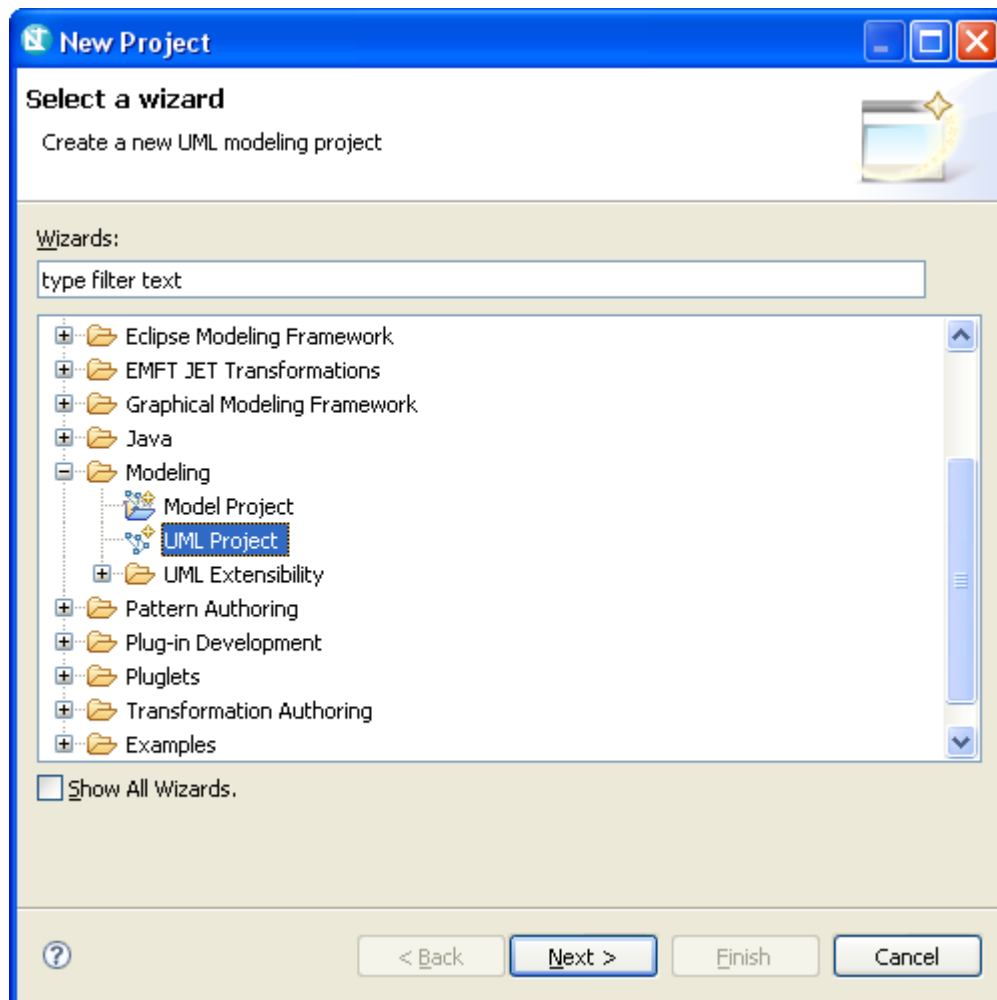 New Project
Select a wizard
Create a new UML modeling project
Wizards:
type filter text
Eclipse Modeling Framework
EMFT JET Transformations
Graphical Modeling Framework
Java
Modeling
Model Project
UML Project
UML Extensibility
Pattern Authoring
Plug-in Development
Pluglets
Transformation Authoring
Examples
Show All Wizards.
? < Back Next > Finish Cancel